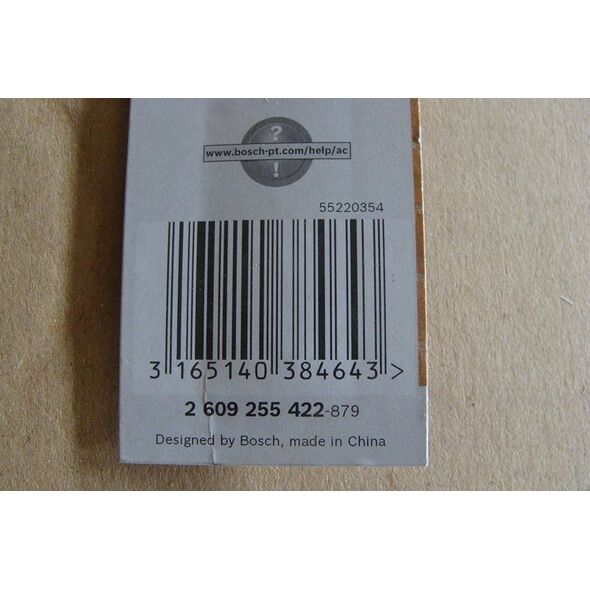 ?
www.bosch-pt.com/help/ac
!
55220354
3 165140 384643 >
2 609 255 422-879
Designed by Bosch, made in China